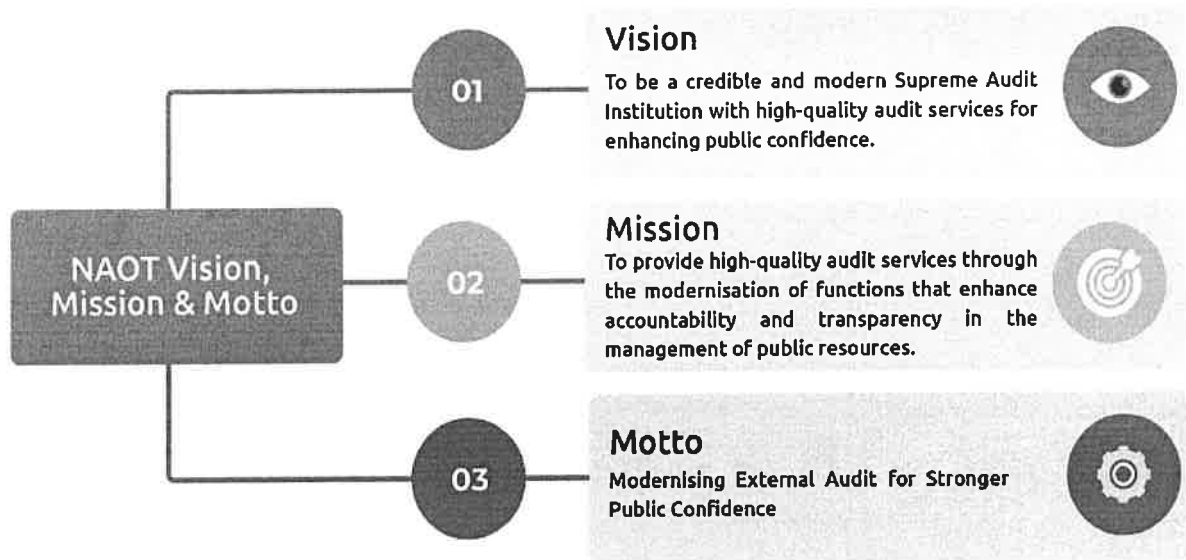 NAOT Vision,
Mission & Motto
01
Vision
To be a credible and modern Supreme Audit
Institution with high-quality audit services for
enhancing public confidence.
02
Mission
To provide high-quality audit services through
the modernisation of functions that enhance
accountability and transparency in the
management of public resources.
03
Motto
Modernising External Audit for Stronger
Public Confidence